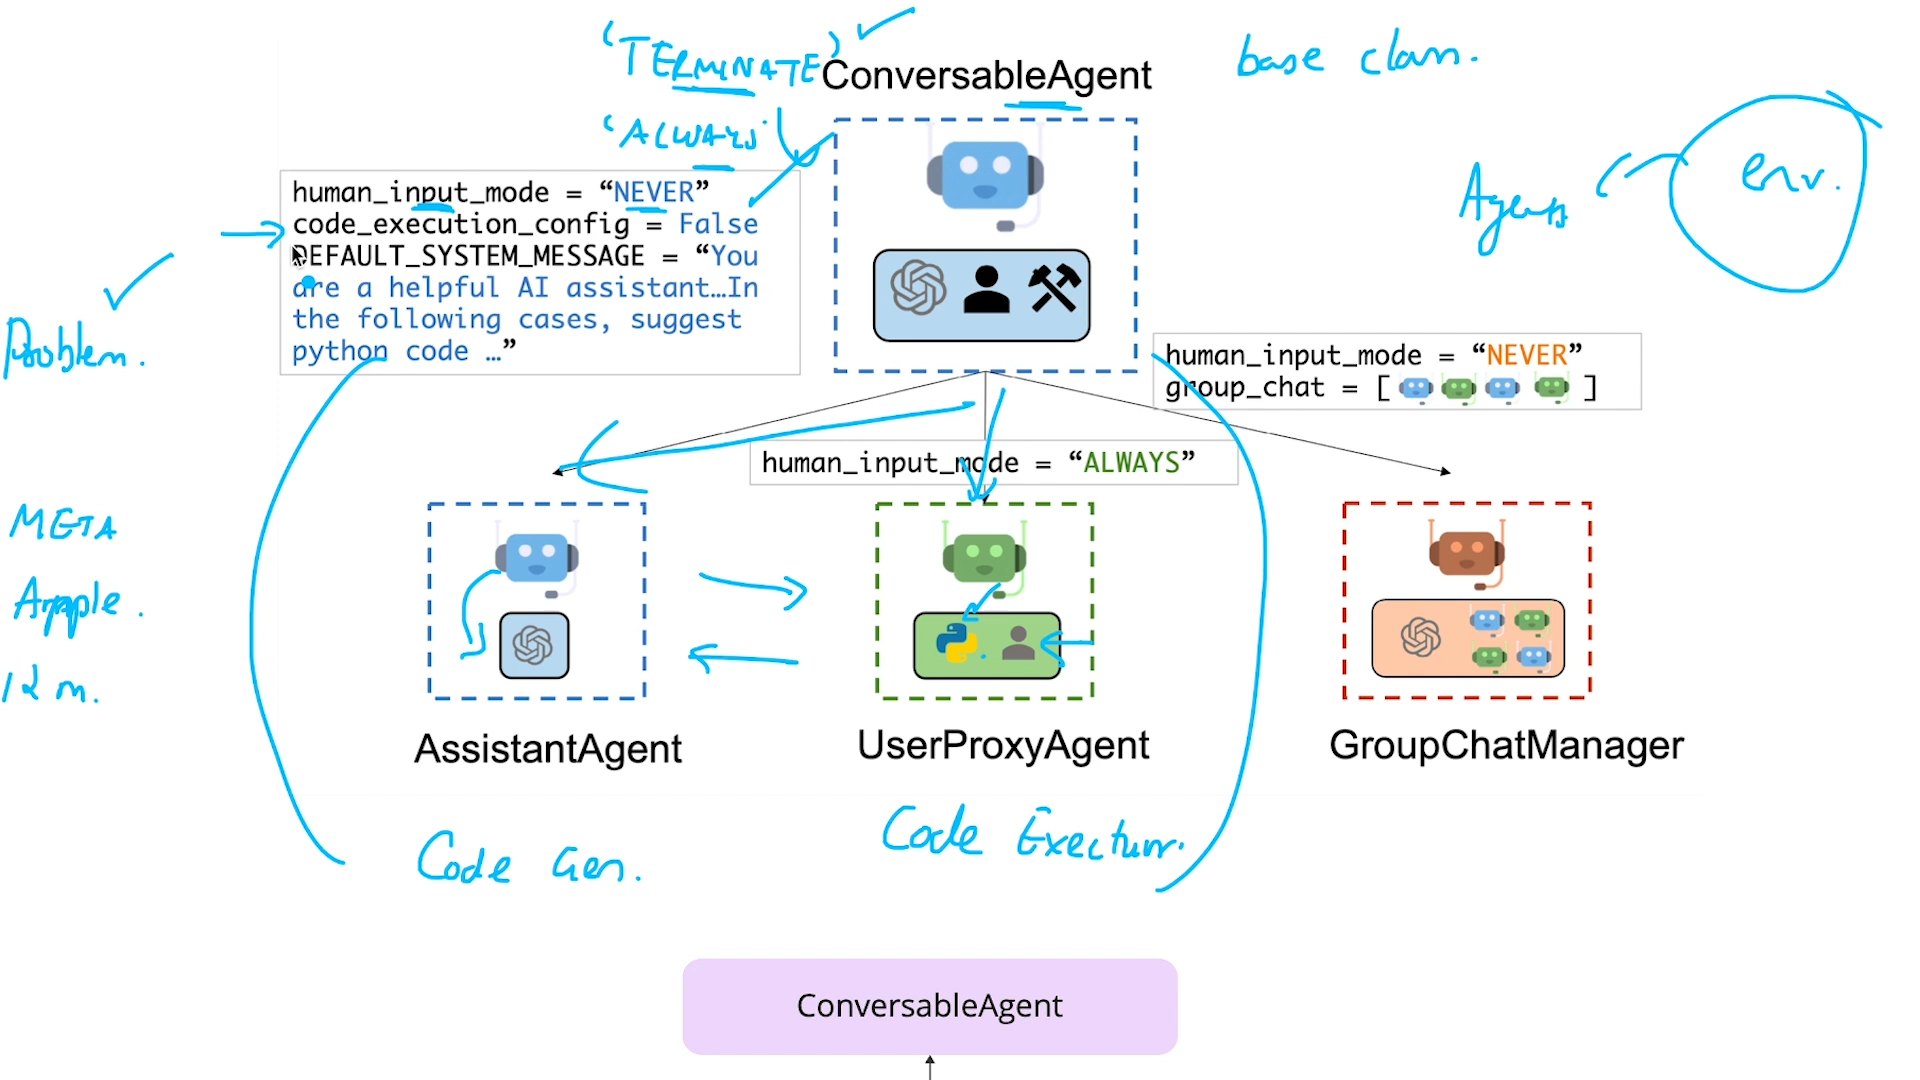 'TERMINATE'
ConversableAgent
base class.
'ALWAYS'
env.
Agents
human_input_mode = “NEVER”
code_execution_config = False
DEFAULT_SYSTEM_MESSAGE = “You
are a helpful AI assistant…In
the following cases, suggest
python code …”
Problem.
human_input_mode = “NEVER”
group_chat = [ ]
human_input_mode = “ALWAYS”
META
Apple.
12 m.
AssistantAgent
UserProxyAgent
GroupChatManager
Code Gen.
Code
ConversableAgent